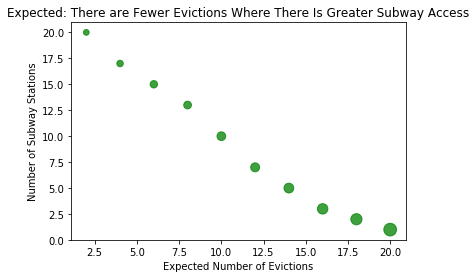 Expected: There are Fewer Evictions Where There Is Greater Subway Access
20.0
17.5
15.0
12.5
10.0
7.5
5.0
2.5
0.0
Number of Subway Stations
2.5 5.0 7.5 10.0 12.5 15.0 17.5 20.0
Expected Number of Evictions